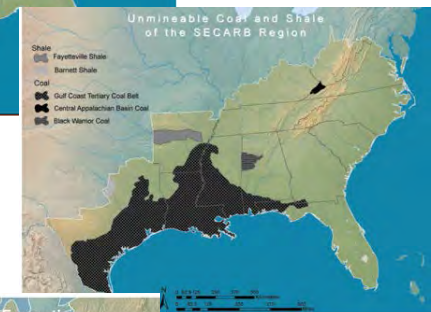 Unmineable Coal and Shale
of the SECARB Region
Shale
Fayetteville Shale
Barnett Shale
Coal
Gulf Coast Tertiary Coal Belt
Central Appalachian Basin Coal
Black Warrior Coal
N